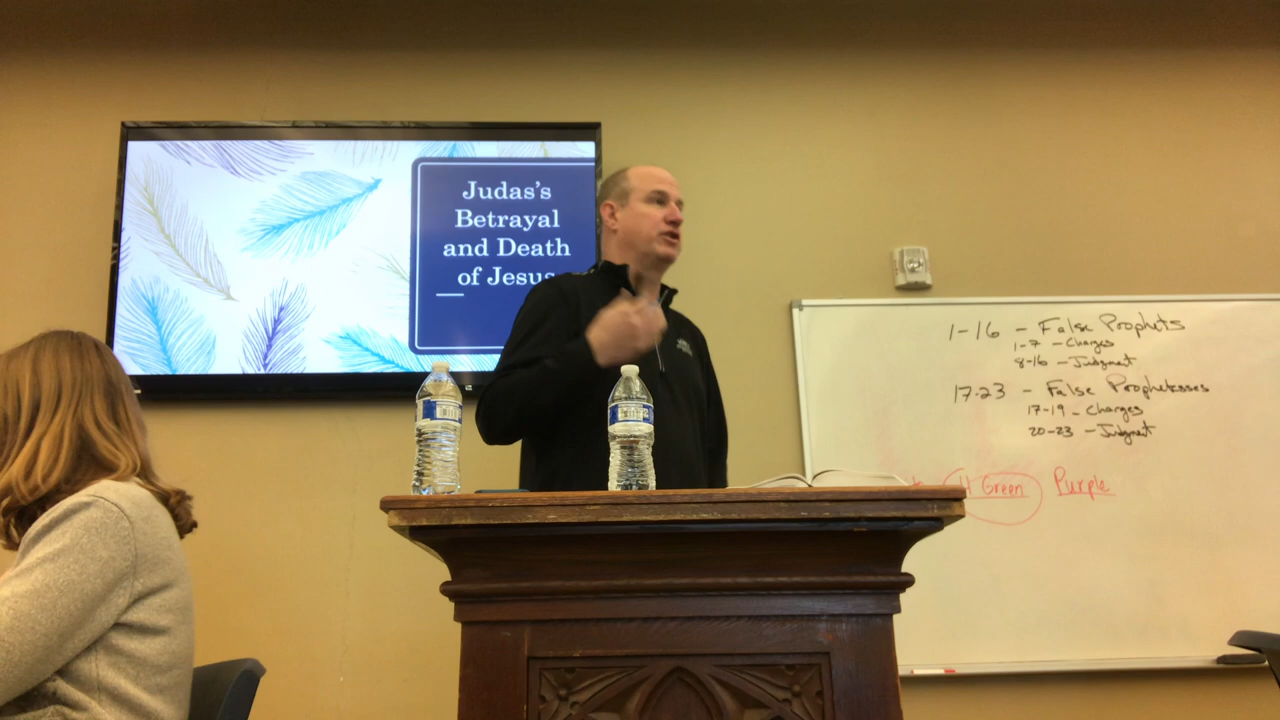 Judas's
Betrayal
and Death
of Jesus
1-16 - False Prophets
1-7 - Charges
8-16 - Judgment
17-23 - False Prophetesses
17-19 - Charges
20-23 - Judgment
H Green Purple